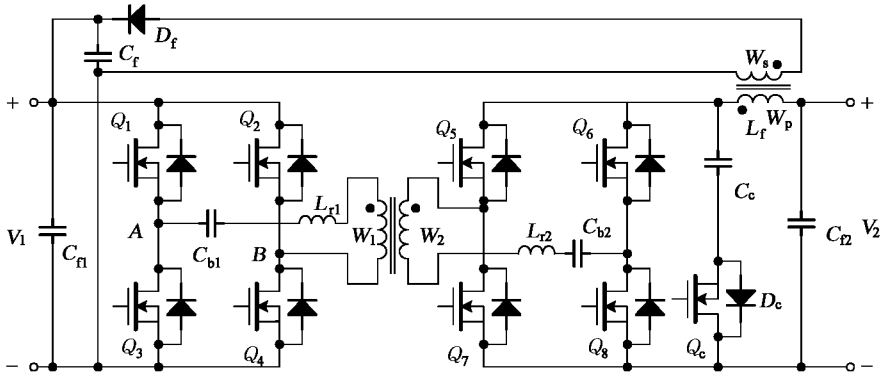 D_f
C_f
W_s
+
+
Q_1
Q_2
Q_5
Q_6
L_f
W_p
C_c
L_r1
A
W_1
W_2
L_r2
C_b2
V_1
C_f1
C_b1
B
C_f2
V_2
D_c
Q_3
Q_4
Q_7
Q_8
Q_c
−
−